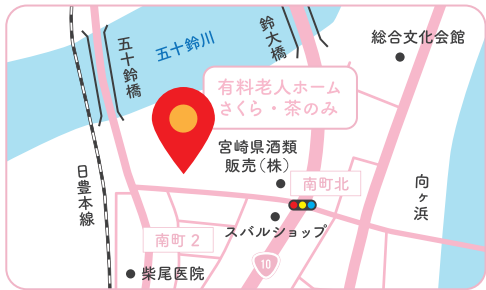 五十鈴橋
五十鈴川
鈴大橋
総合文化会館
有料老人ホーム
さくら・茶のみ
宮崎県酒類
販売(株)
南町北
向ヶ浜
日豊本線
スバルショップ
南町2
10
柴尾医院